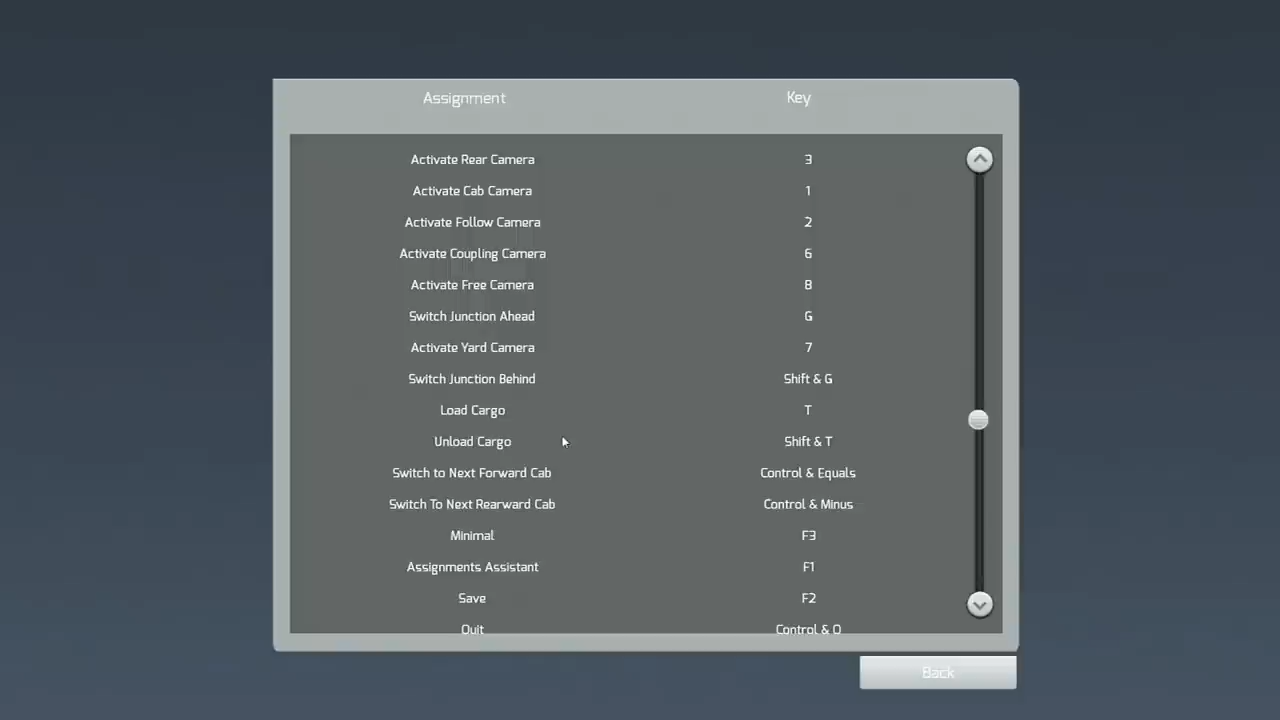 Assignment Key
Activate Rear Camera 3
Activate Cab Camera 1
Activate Follow Camera 2
Activate Coupling Camera 6
Activate Free Camera 8
Switch Junction Ahead G
Activate Yard Camera 7
Switch Junction Behind Shift & G
Load Cargo T
Unload Cargo Shift & T
Switch to Next Forward Cab Control & Equals
Switch To Next Rearward Cab Control & Minus
Minimal F3
Assignments Assistant F1
Save F2
Quit Control & Q
Back